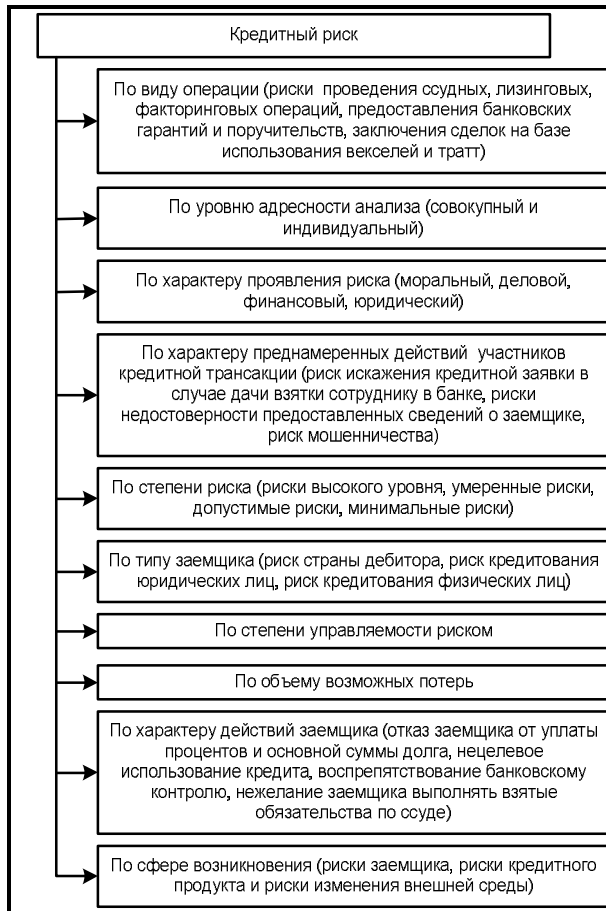 Кредитный риск
По виду операции (риски проведения ссудных, лизинговых,
факторинговых операций, предоставления банковских
гарантий и поручительств, заключения сделок на базе
использования векселей и тратт)
По уровню адресности анализа (совокупный и
индивидуальный)
По характеру проявления риска (моральный, деловой,
финансовый, юридический)
По характеру преднамеренных действий участников
кредитной трансакции (риск искажения кредитной заявки в
случае дачи взятки сотруднику в банке, риски
недостоверности предоставленных сведений о заемщике,
риск мошенничества)
По степени риска (риски высокого уровня, умеренные риски,
допустимые риски, минимальные риски)
По типу заемщика (риск страны дебитора, риск кредитования
юридических лиц, риск кредитования физических лиц)
По степени управляемости риском
По объему возможных потерь
По характеру действий заемщика (отказ заемщика от уплаты
процентов и основной суммы долга, нецелевое
использование кредита, воспрепятствование банковскому
контролю, нежелание заемщика выполнять взятые
обязательства по ссуде)
По сфере возникновения (риски заемщика, риски кредитного
продукта и риски изменения внешней среды)